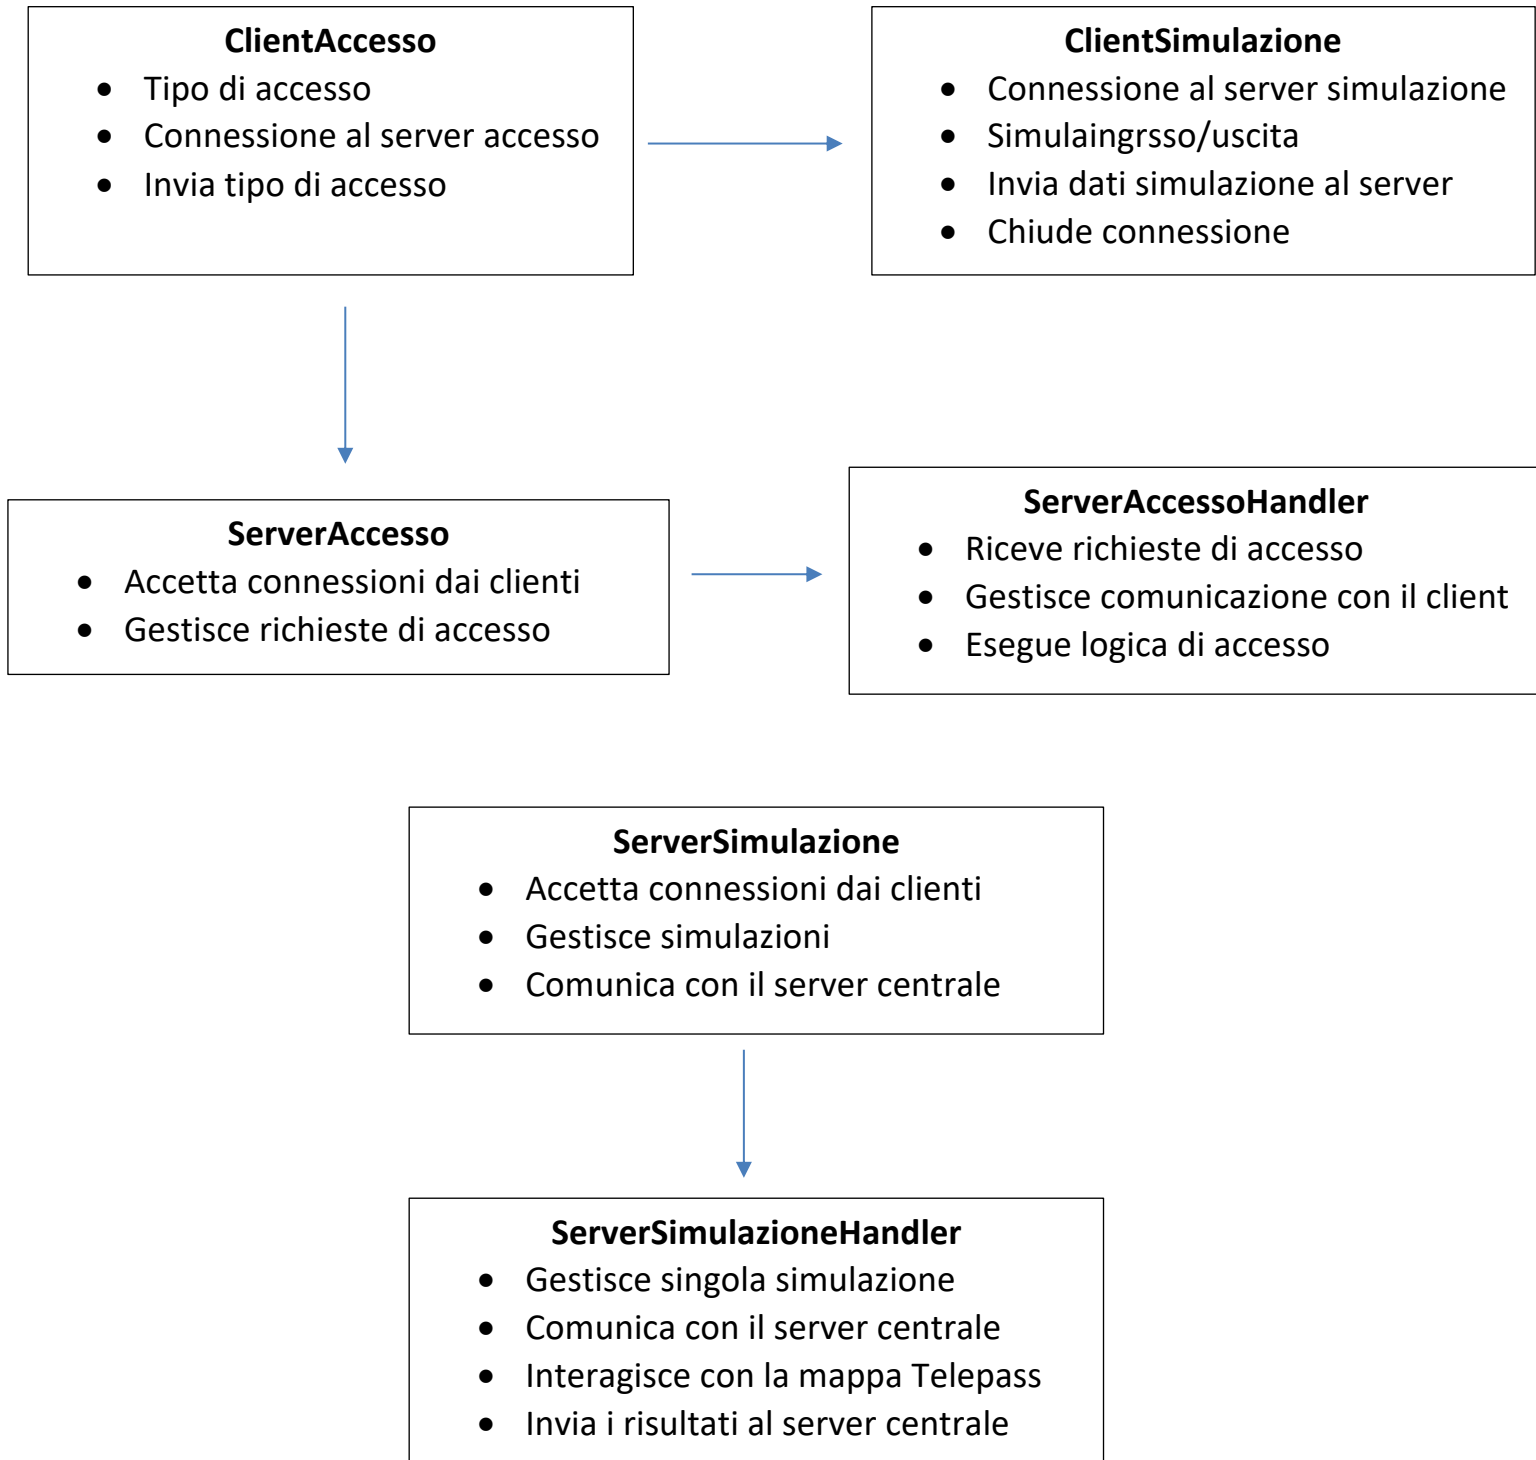 ClientAccesso
• Tipo di accesso
• Connessione al server accesso
• Invia tipo di accesso
ClientSimulazione
• Connessione al server simulazione
• Simulaingrsso/uscita
• Invia dati simulazione al server
• Chiude connessione
ServerAccesso
• Accetta connessioni dai clienti
• Gestisce richieste di accesso
ServerAccessoHandler
• Riceve richieste di accesso
• Gestisce comunicazione con il client
• Esegue logica di accesso
ServerSimulazione
• Accetta connessioni dai clienti
• Gestisce simulazioni
• Comunica con il server centrale
ServerSimulazioneHandler
• Gestisce singola simulazione
• Comunica con il server centrale
• Interagisce con la mappa Telepass
• Invia i risultati al server centrale